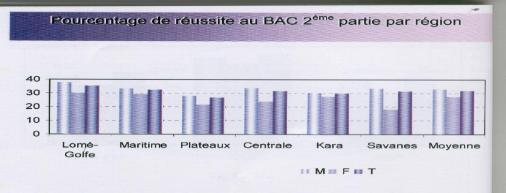 Pourcentage de réussite au BAC 2ème partie par région
40
30
20
10
0
Lomé-Golfe Maritime Plateaux Centrale Kara Savanes Moyenne
M F T